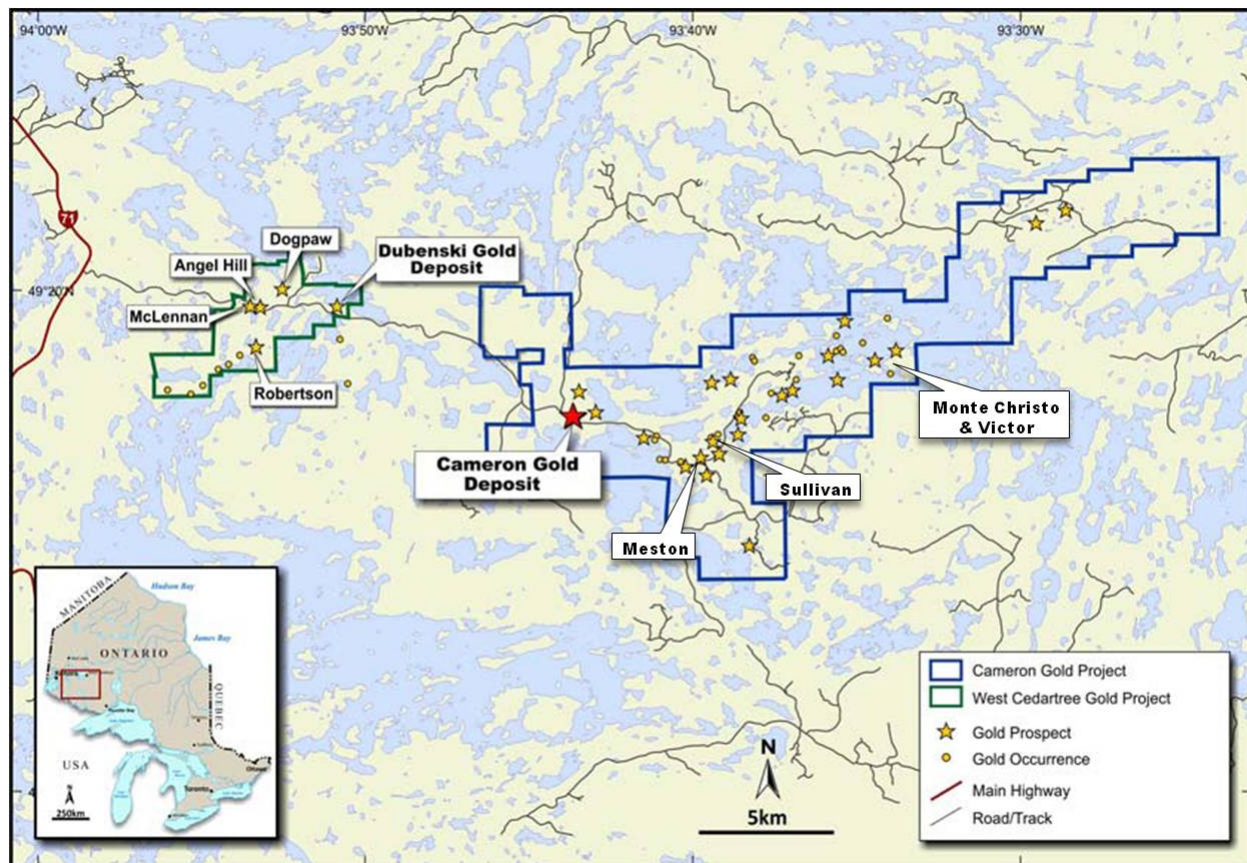 94°00'W
93°50'W
93°40'W
93°30'W
71
Dogpaw
Dubenski Gold
Deposit
Angel Hill
49°20'
McLennan
Robertson
Monte Christo
& Victor
Cameron Gold
Deposit
Sullivan
Meston
MANITOBA
Hudson Bay
James Bay
ONTARIO
QUEBEC
USA
Ottawa
Toronto
N
250km
N
5km
Cameron Gold Project
West Cedartree Gold Project
Gold Prospect
Gold Occurrence
Main Highway
Road/Track